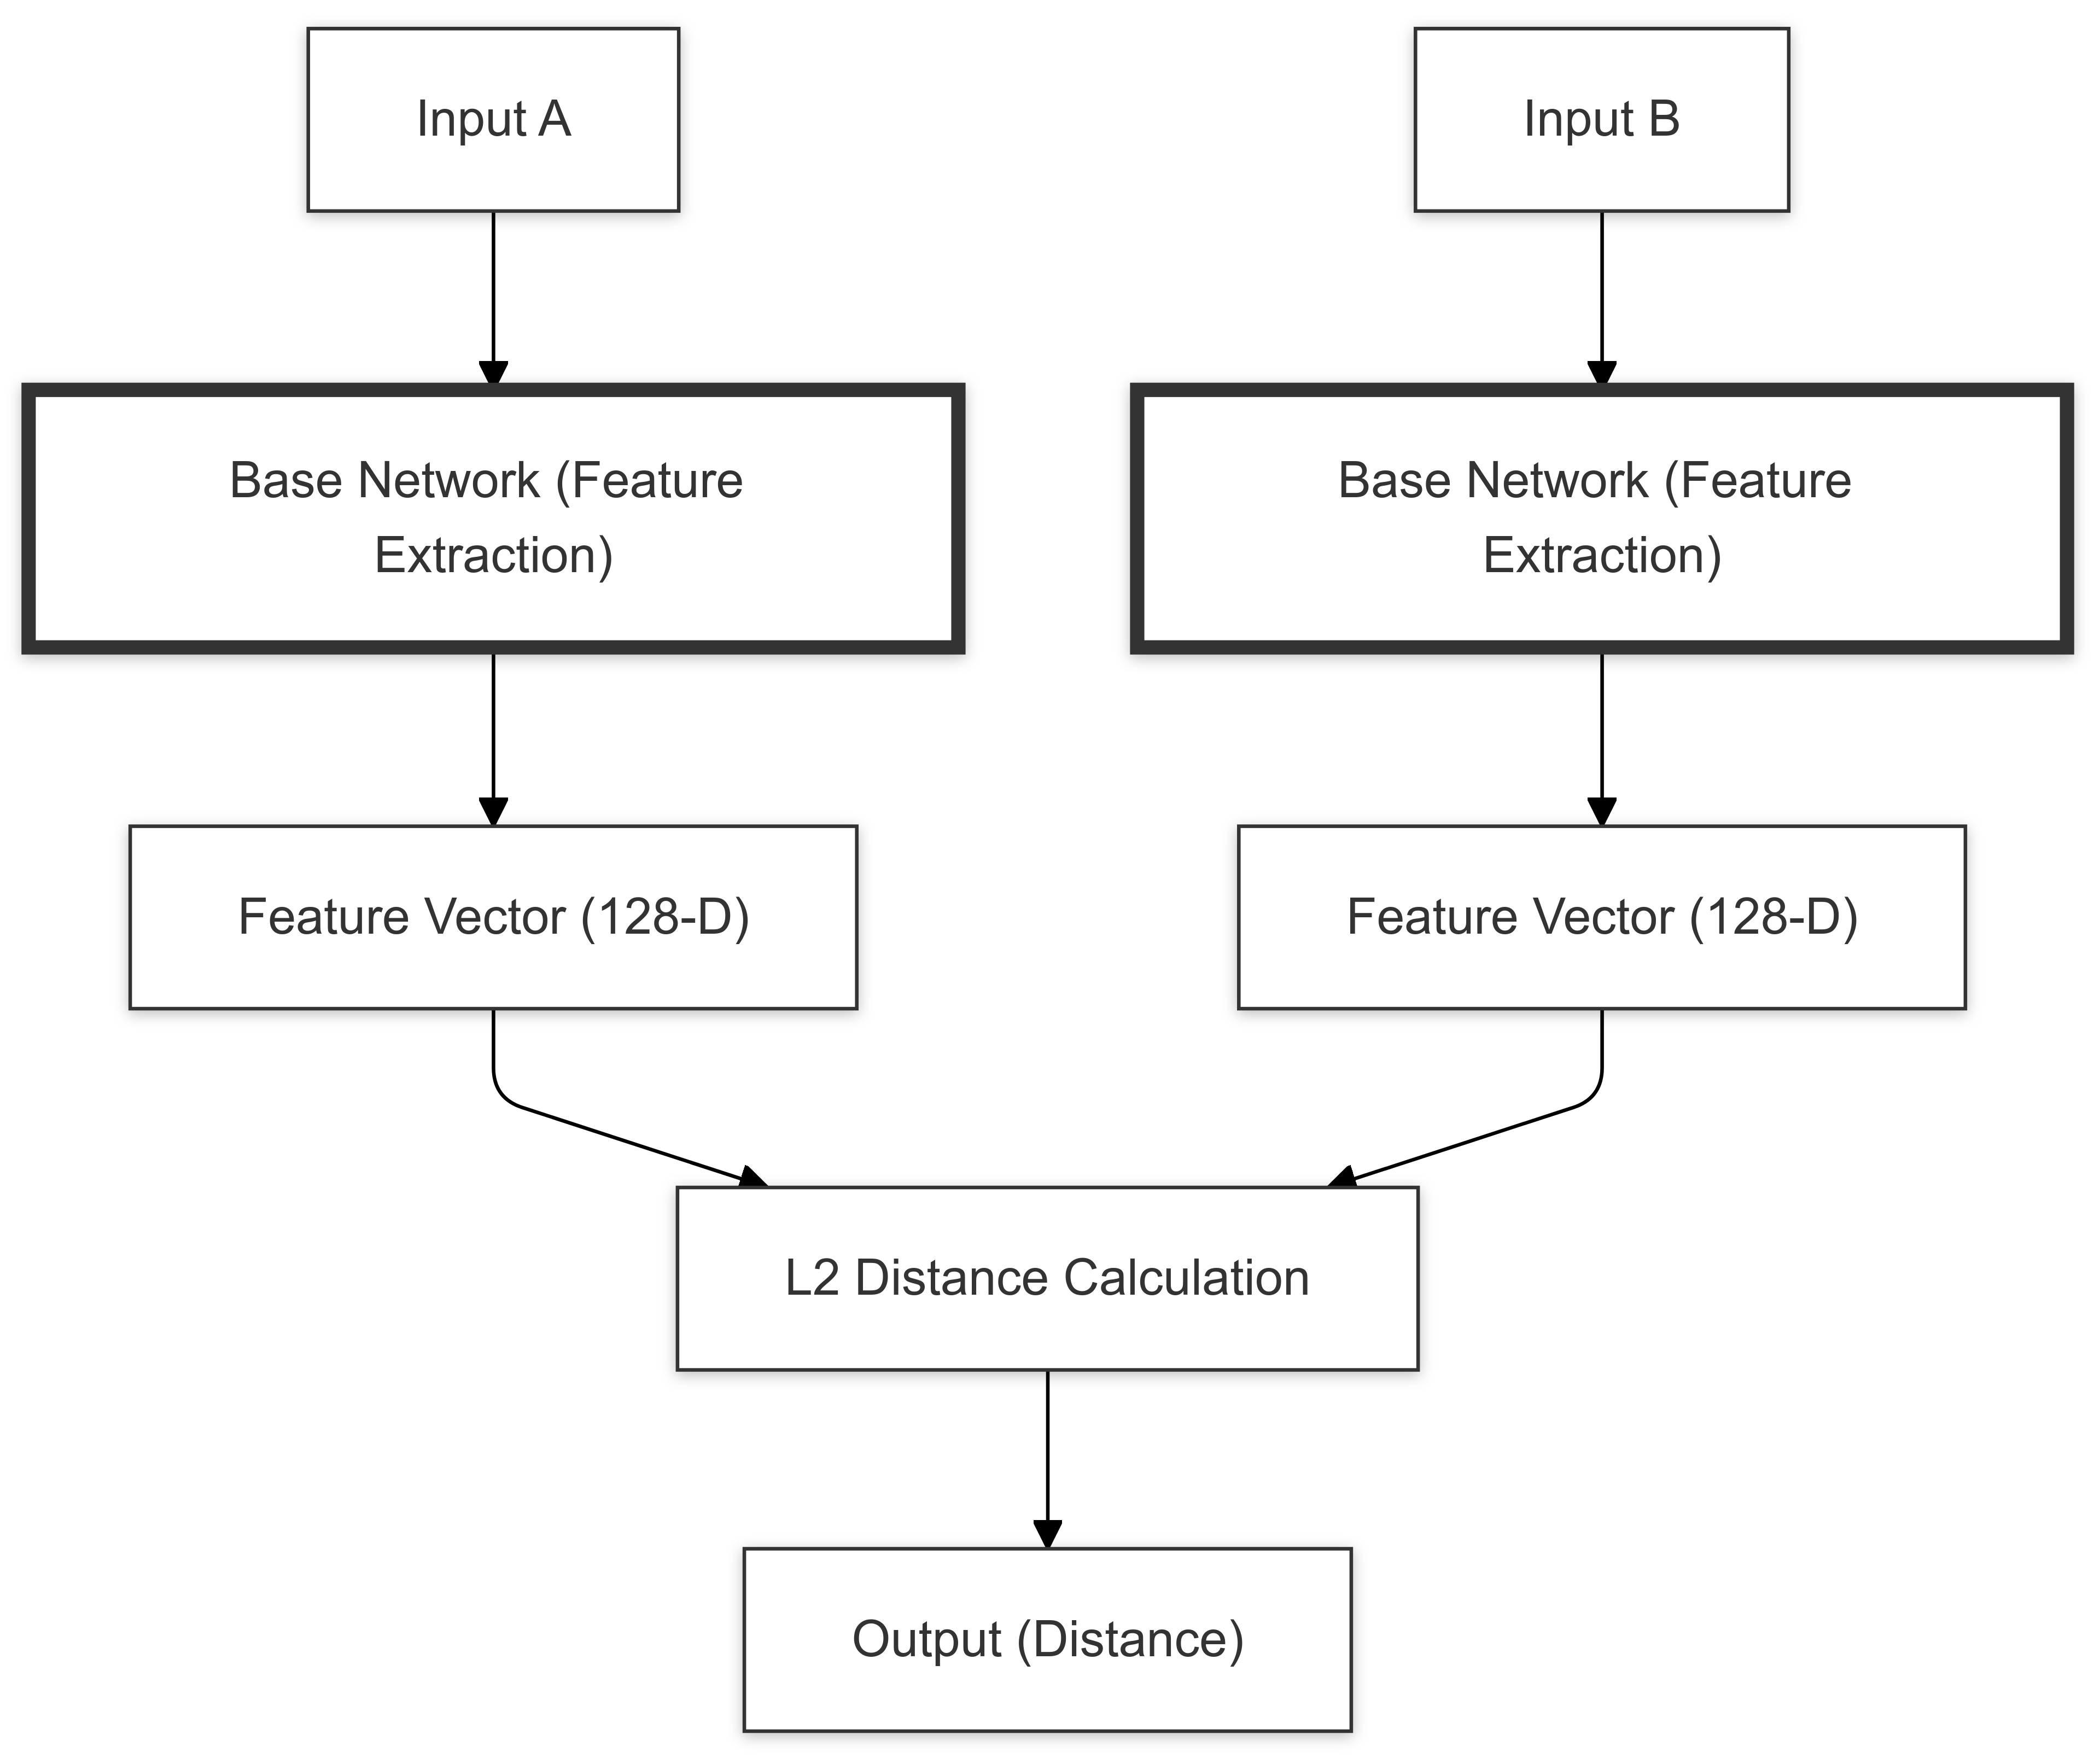 Input A
Input B
Base Network (Feature
Extraction)
Base Network (Feature
Extraction)
Feature Vector (128-D)
Feature Vector (128-D)
L2 Distance Calculation
Output (Distance)